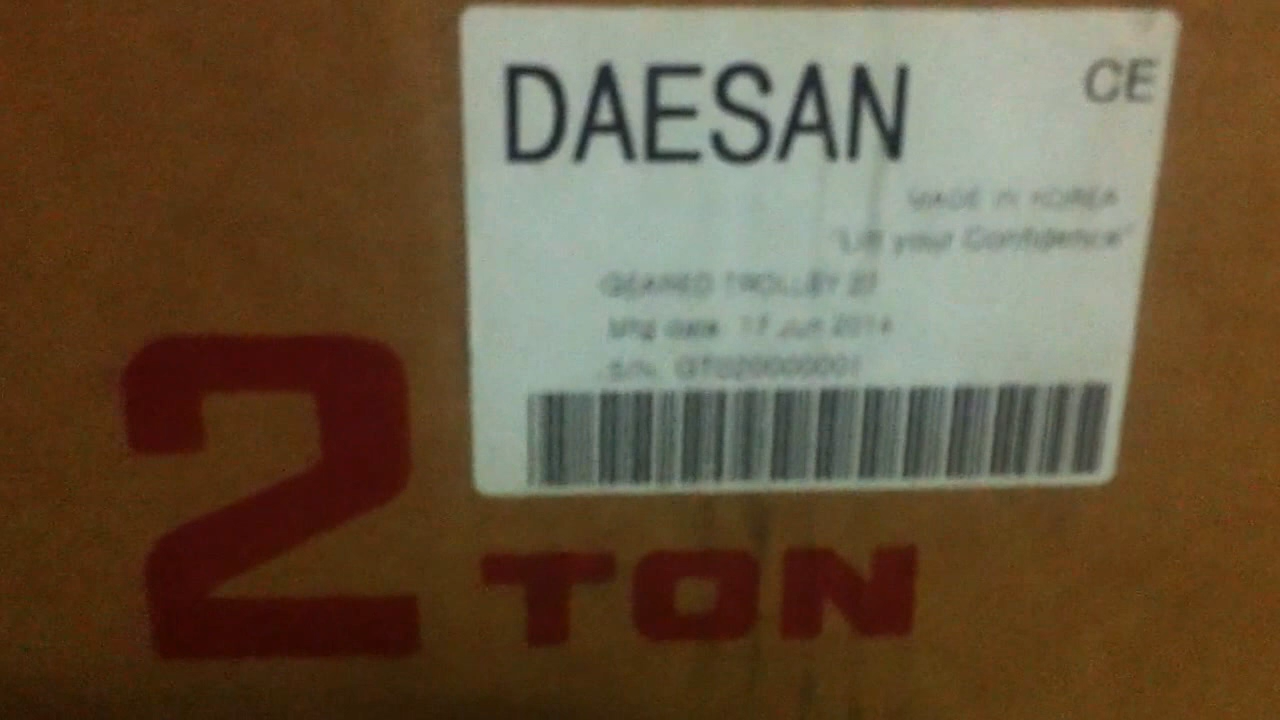 DAESAN
CE
MADE IN KOREA
"Lift your Confidence"
GEARED TROLLEY 2T
Mfg date 17 Jun 2014
S/N. GT020000001
2 TON